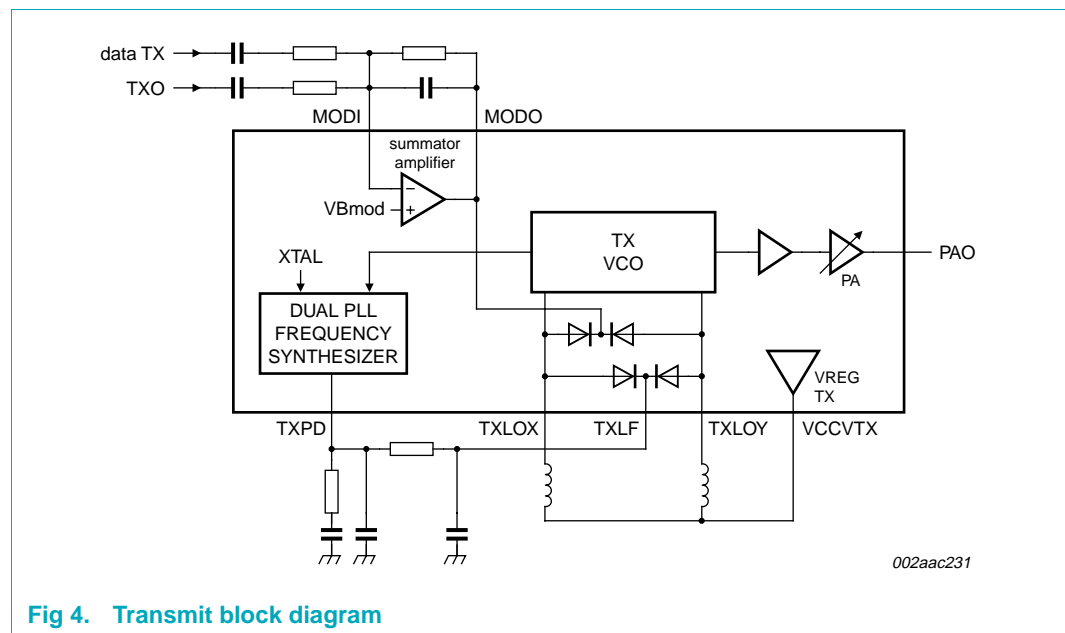 data TX
TXO
MODI
MODO
summator
amplifier
−
VBmod
+
TX
VCO
PA
PAO
XTAL
DUAL PLL
FREQUENCY
SYNTHESIZER
VREG
TX
TXPD
TXLOX
TXLF
TXLOY
VCCVTX
002aac231
Fig 4. Transmit block diagram